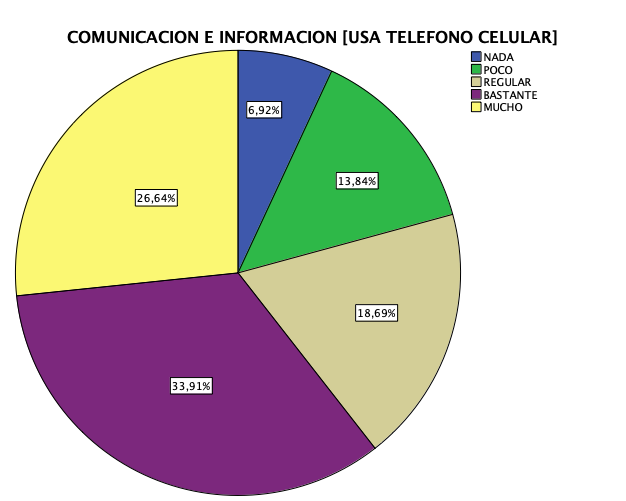 COMUNICACION E INFORMACION [USA TELEFONO CELULAR]
NADA
POCO
REGULAR
BASTANTE
MUCHO
6,92%
13,84%
26,64%
18,69%
33,91%